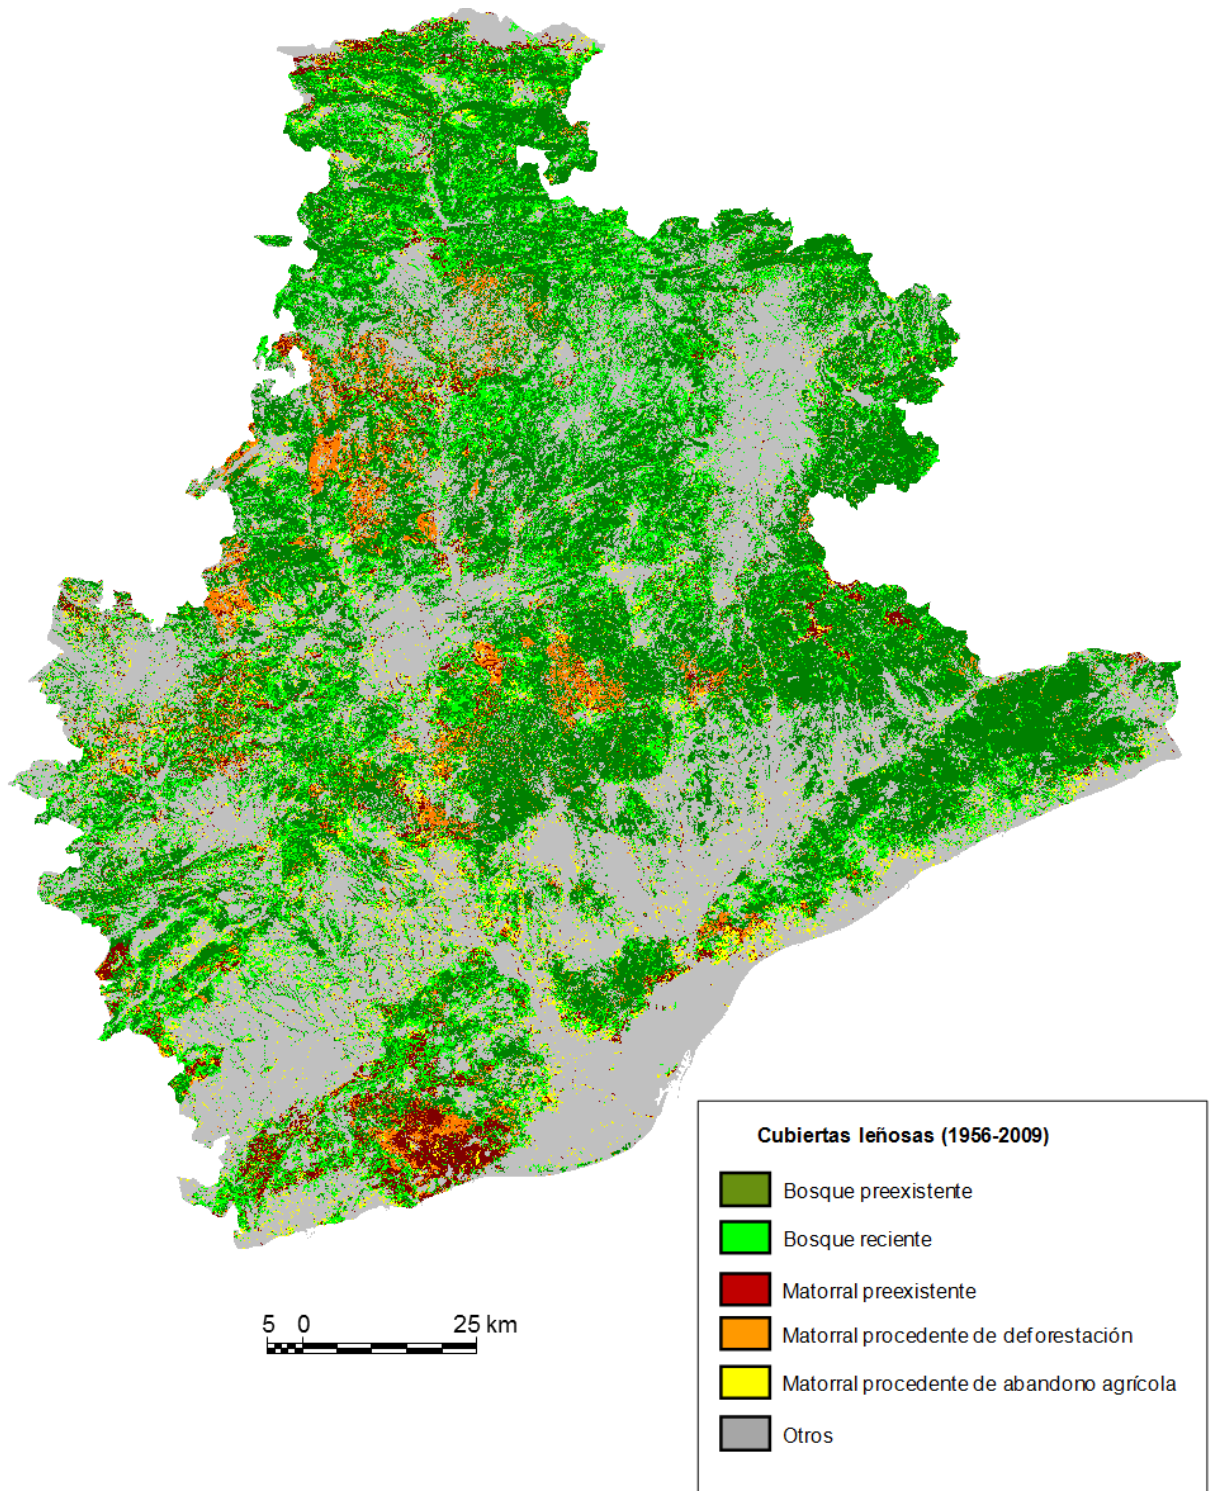 5 0 25 km
Cubiertas leñosas (1956-2009)
Bosque preexistente
Bosque reciente
Matorral preexistente
Matorral procedente de deforestación
Matorral procedente de abandono agrícola
Otros